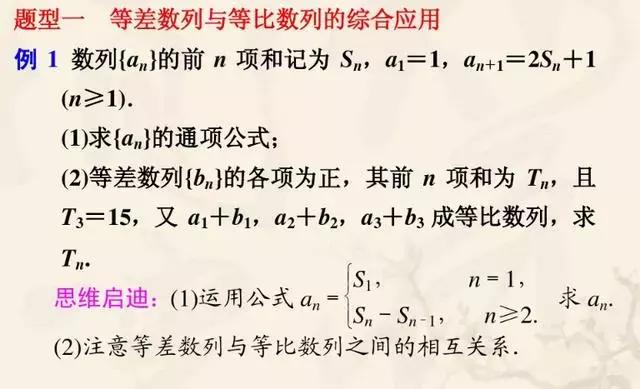 题型一 等差数列与等比数列的综合应用
例 1 数列{aₙ}的前 n 项和记为 Sₙ，a₁＝1，aₙ₊₁＝2Sₙ＋1
(n≥1)．
(1)求{aₙ}的通项公式；
(2)等差数列{bₙ}的各项为正，其前 n 项和为 Tₙ，且
T₃＝15，又 a₁＋b₁，a₂＋b₂，a₃＋b₃ 成等比数列，求
Tₙ.
思维启迪：(1)运用公式 aₙ＝{S₁， n＝1， 求 aₙ.
Sₙ－Sₙ₋₁， n≥2.
(2)注意等差数列与等比数列之间的相互关系．